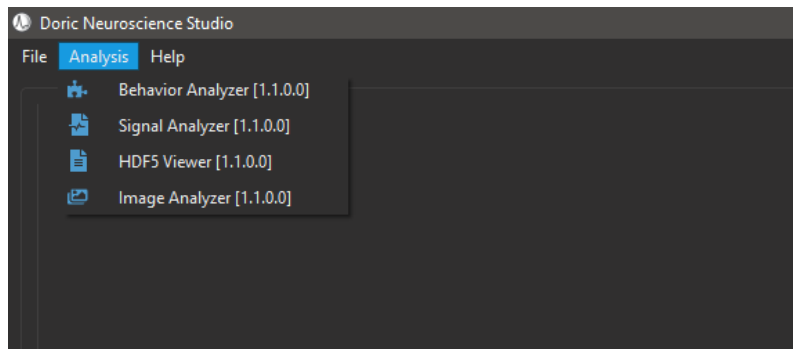 Doric Neuroscience Studio
File Analysis Help
Behavior Analyzer [1.1.0.0]
Signal Analyzer [1.1.0.0]
HDF5 Viewer [1.1.0.0]
Image Analyzer [1.1.0.0]